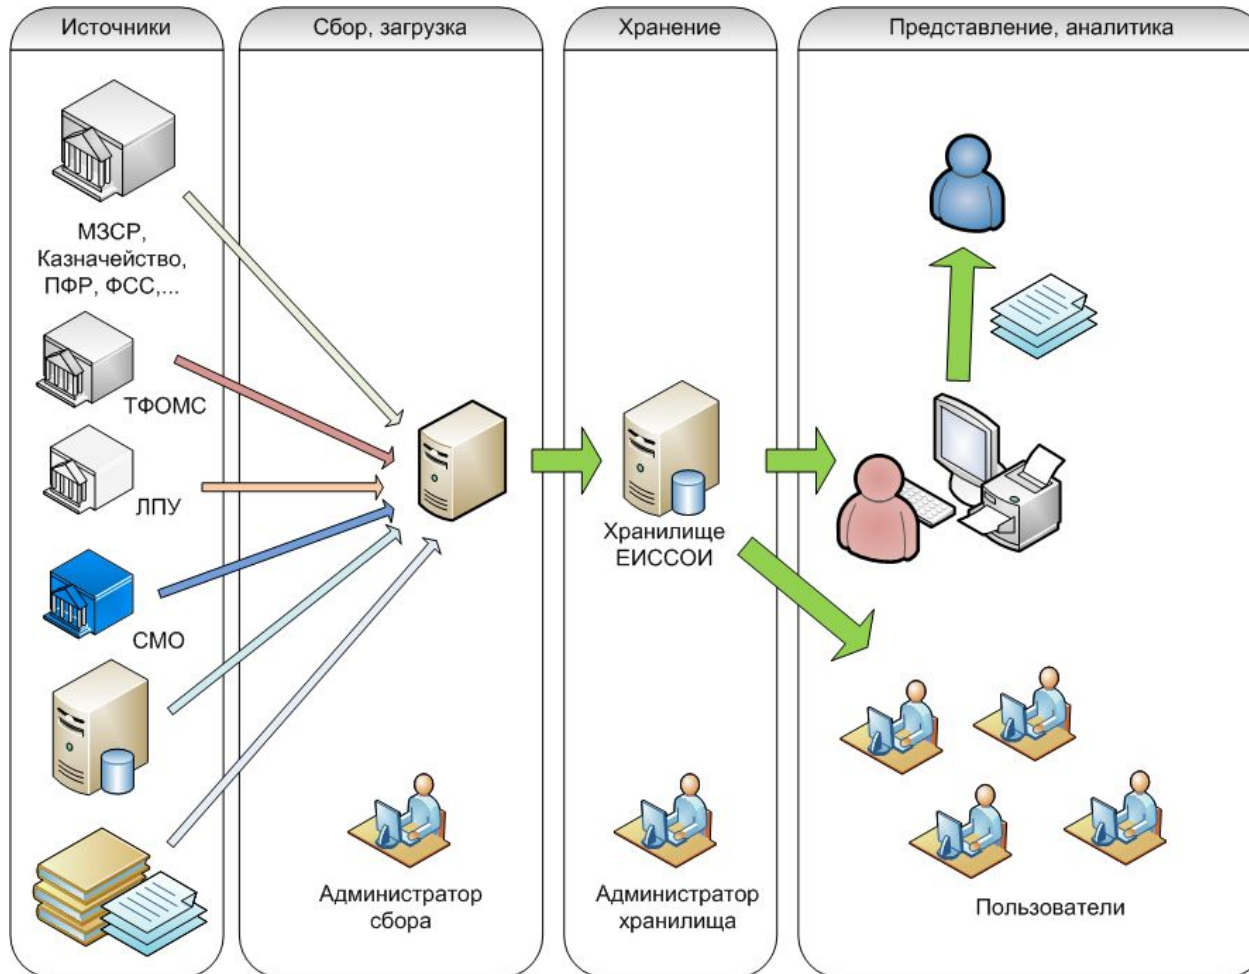 Источники
Сбор, загрузка
Хранение
Представление, аналитика
МЗСР,
Казначейство,
ПФР, ФСС,...
ТФОМС
ЛПУ
СМО
Хранилище
ЕИССОИ
Администратор
сбора
Администратор
хранилища
Пользователи